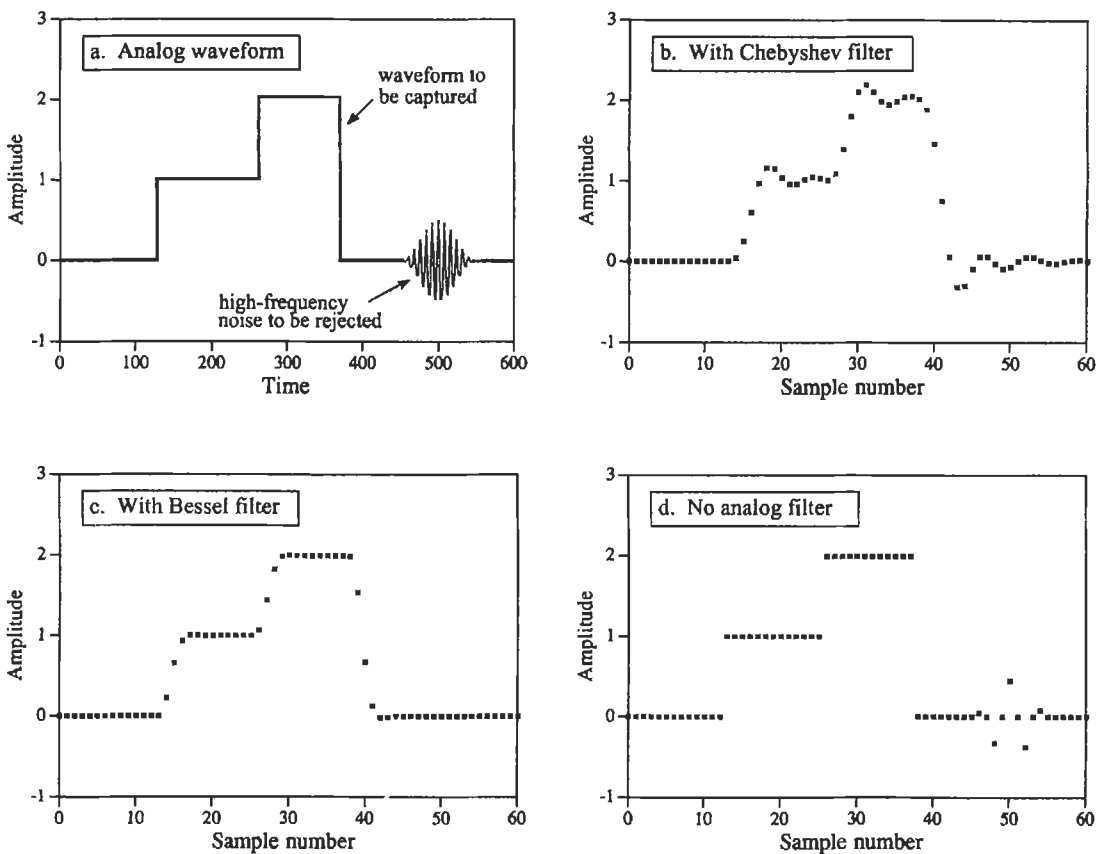 a. Analog waveform
waveform to
be captured
high-frequency
noise to be rejected
Amplitude
3
2
1
0
-1
0 100 200 300 400 500 600
Time
b. With Chebyshev filter
Amplitude
3
2
1
0
-1
0 10 20 30 40 50 60
Sample number
c. With Bessel filter
Amplitude
3
2
1
0
-1
0 10 20 30 40 50 60
Sample number
d. No analog filter
Amplitude
3
2
1
0
-1
0 10 20 30 40 50 60
Sample number